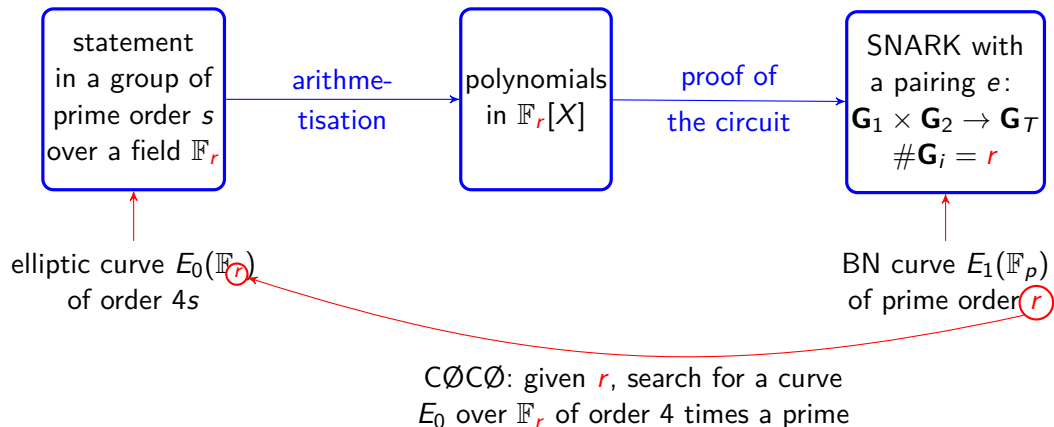 statement
in a group of
prime order s
over a field 𝔽r
arithme-
tisation
polynomials
in 𝔽r[X]
proof of
the circuit
SNARK with
a pairing e:
G1 × G2 → GT
#Gi = r
elliptic curve E0(𝔽r)
of order 4s
BN curve E1(𝔽p)
of prime order r
CØCØ: given r, search for a curve
E0 over 𝔽r of order 4 times a prime